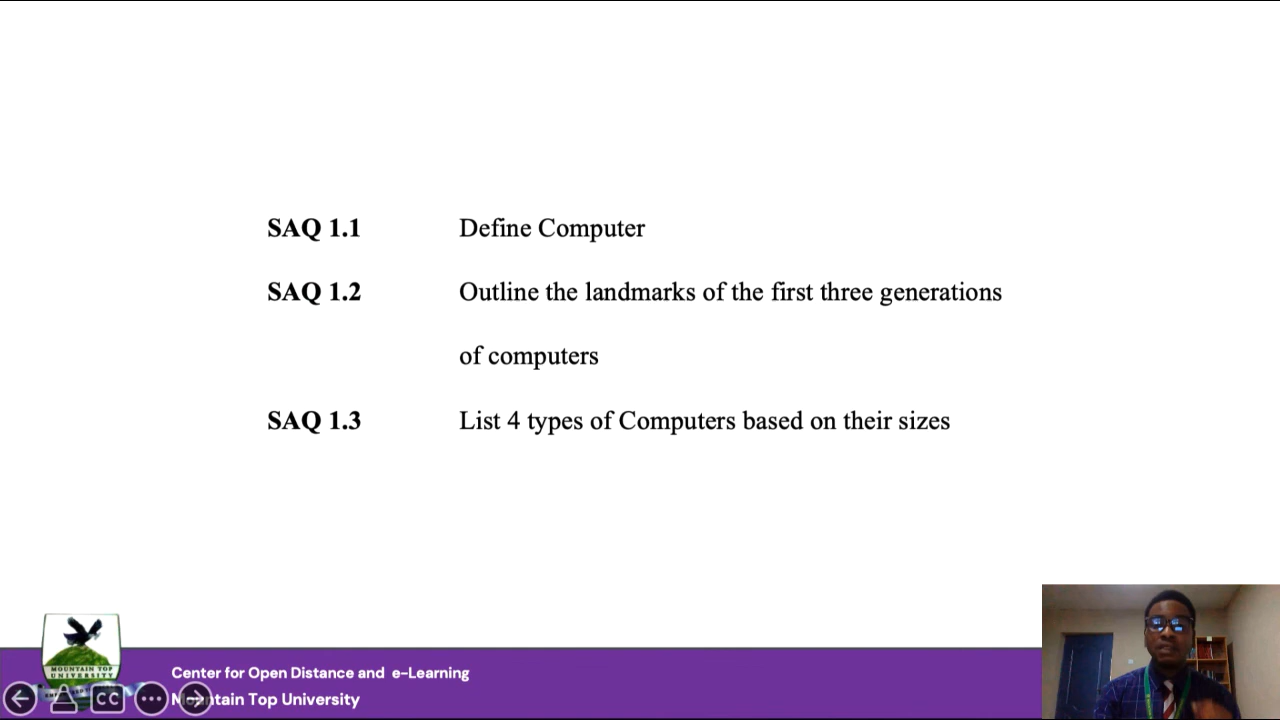 SAQ 1.1 Define Computer
SAQ 1.2 Outline the landmarks of the first three generations
of computers
SAQ 1.3 List 4 types of Computers based on their sizes
MOUNTAIN TOP
UNIVERSITY
Center for Open Distance and e-Learning
CC
Mountain Top University